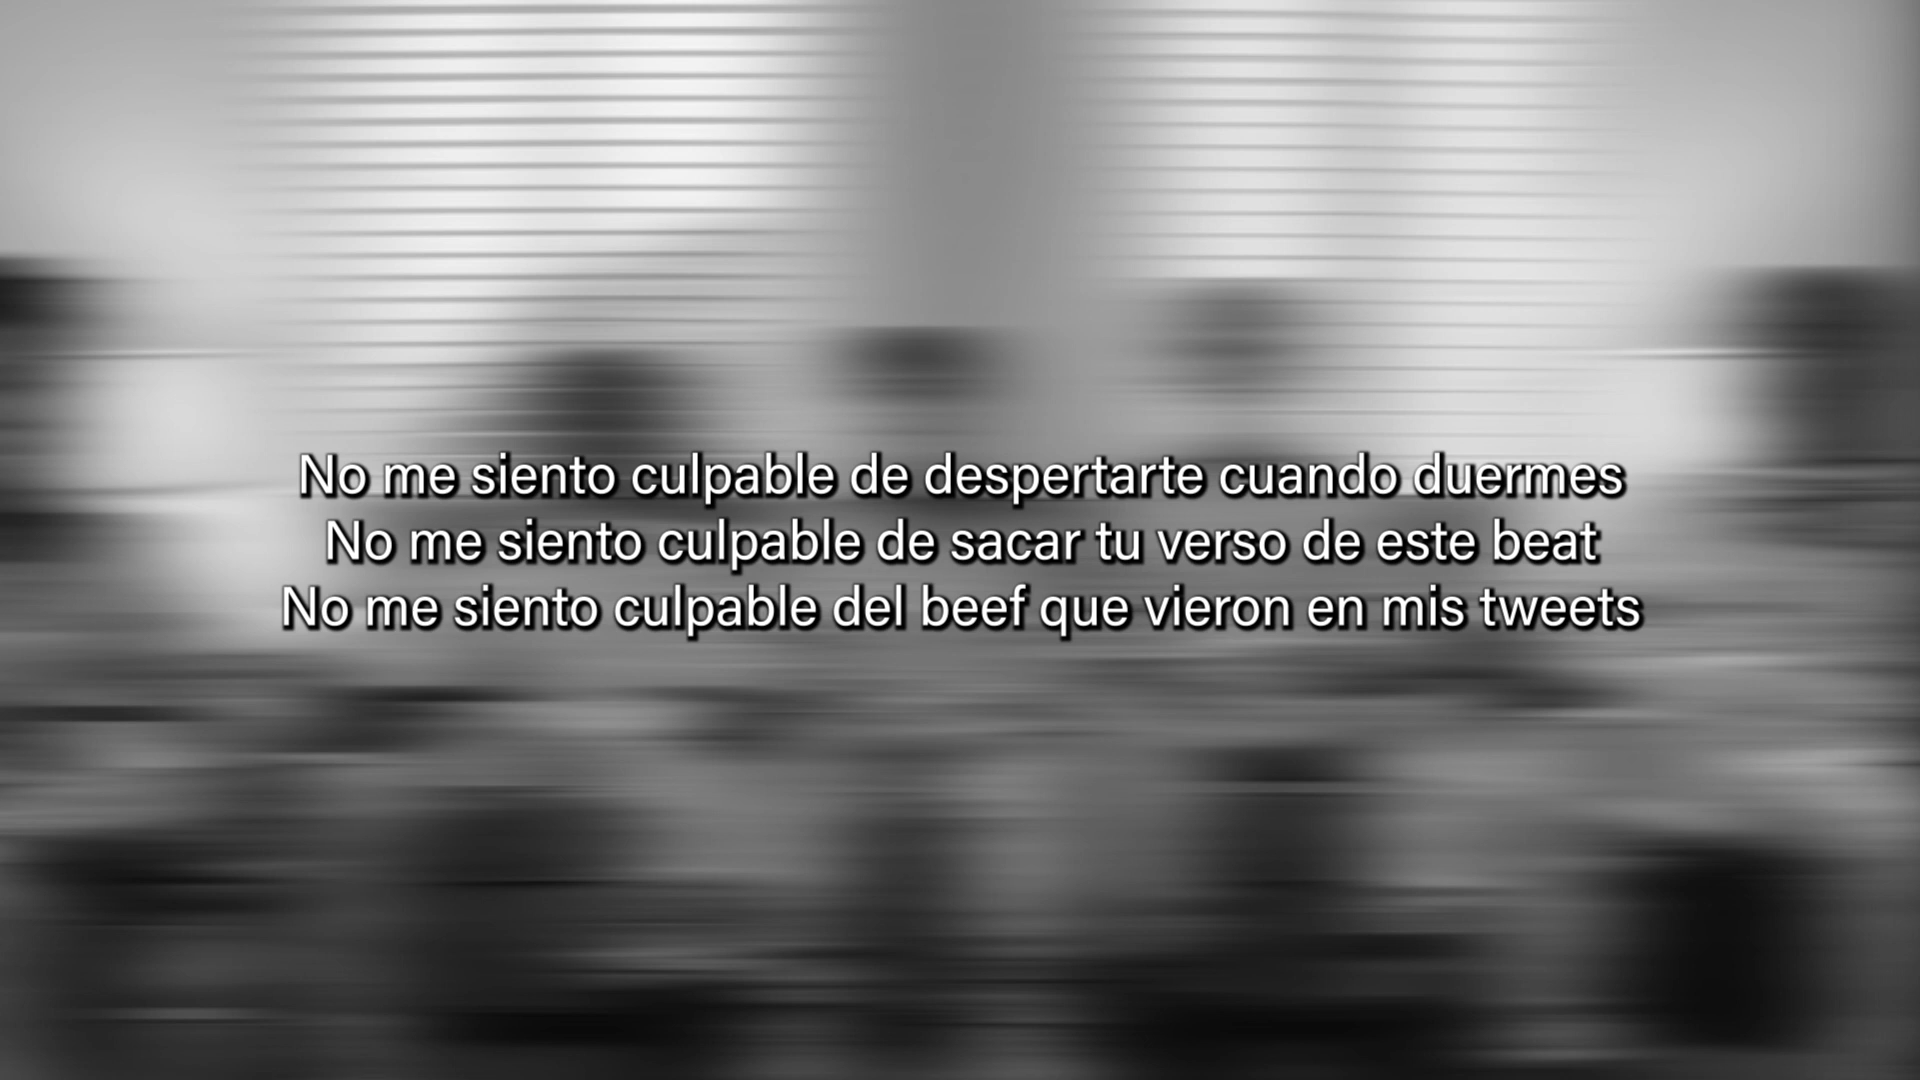 No me siento culpable de despertarte cuando duermes
No me siento culpable de sacar tu verso de este beat
No me siento culpable del beef que vieron en mis tweets